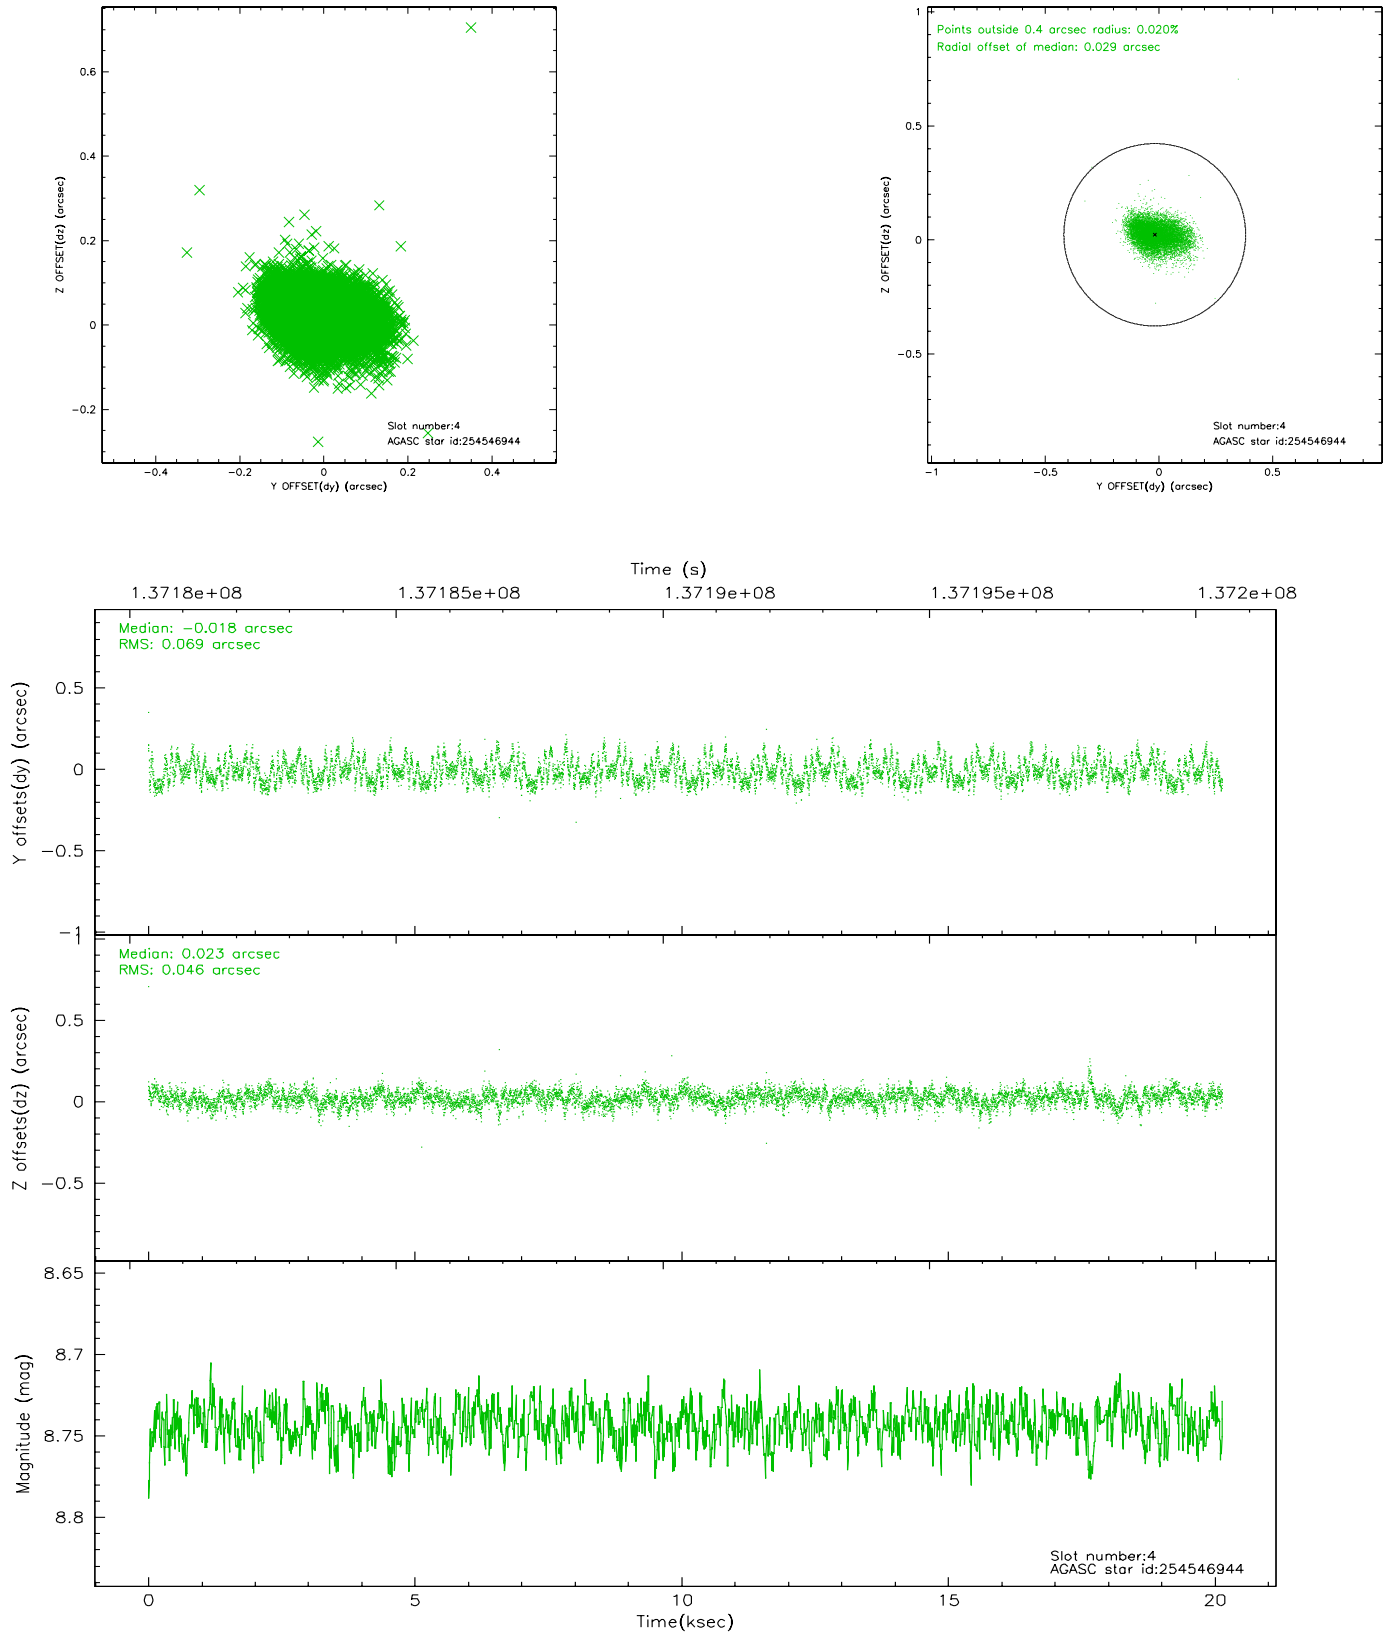 0.6
0.4
0.2
0
−0.2
Z OFFSET(dz) (arcsec)
Slot number:4
AGASC star id:254546944
−0.4 −0.2 0 0.2 0.4
Y OFFSET(dy) (arcsec)
1
0.5
0
−0.5
Z OFFSET(dz) (arcsec)
Points outside 0.4 arcsec radius: 0.020%
Radial offset of median: 0.029 arcsec
Slot number:4
AGASC star id:254546944
−1 −0.5 0 0.5
Y OFFSET(dy) (arcsec)
Time (s)
1.3718e+08 1.37185e+08 1.3719e+08 1.37195e+08 1.372e+08
Median: −0.018 arcsec
RMS: 0.069 arcsec
0.5
0
−0.5
−1
Y offsets(dy) (arcsec)
Median: 0.023 arcsec
RMS: 0.046 arcsec
1
0.5
0
−0.5
Z offsets(dz) (arcsec)
8.65
8.7
8.75
8.8
Magnitude (mag)
Slot number:4
AGASC star id:254546944
0 5 10 15 20
Time(ksec)